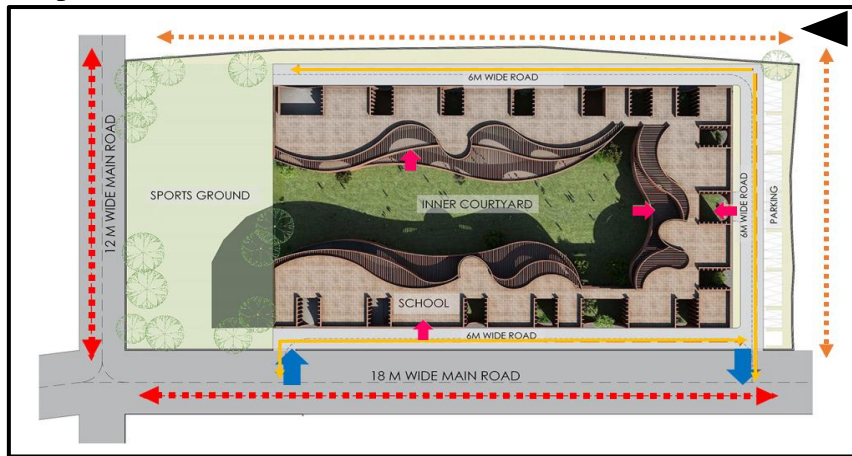 6M WIDE ROAD
12 M WIDE MAIN ROAD
SPORTS GROUND
INNER COURTYARD
6M WIDE ROAD
PARKING
SCHOOL
6M WIDE ROAD
18 M WIDE MAIN ROAD